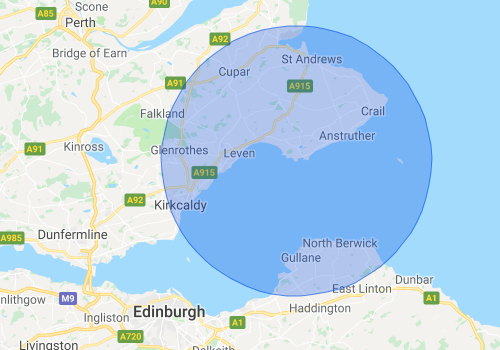 Scone
A90
A85
Perth
A92
Bridge of Earn
St Andrews
Cupar
A91
A915
Falkland
Crail
Anstruther
Kinross
A91
Glenrothes
Leven
A915
A92
Kirkcaldy
A985
Dunfermline
North Berwick
Gullane
Dunbar
East Linton
nlithgow
M9
A1
Edinburgh
Haddington
Ingliston
A1
A720
Livingston
Dalkeith